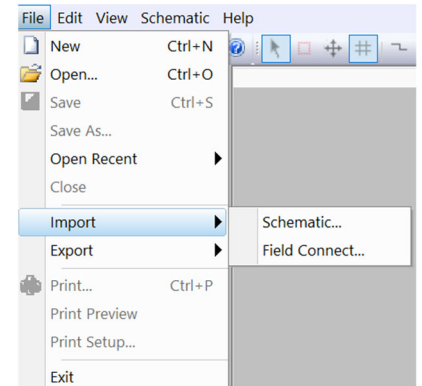 File Edit View Schematic Help
New Ctrl+N
Open... Ctrl+O
Save Ctrl+S
Save As...
Open Recent
Close
Import
Schematic...
Export
Field Connect...
Print... Ctrl+P
Print Preview
Print Setup...
Exit